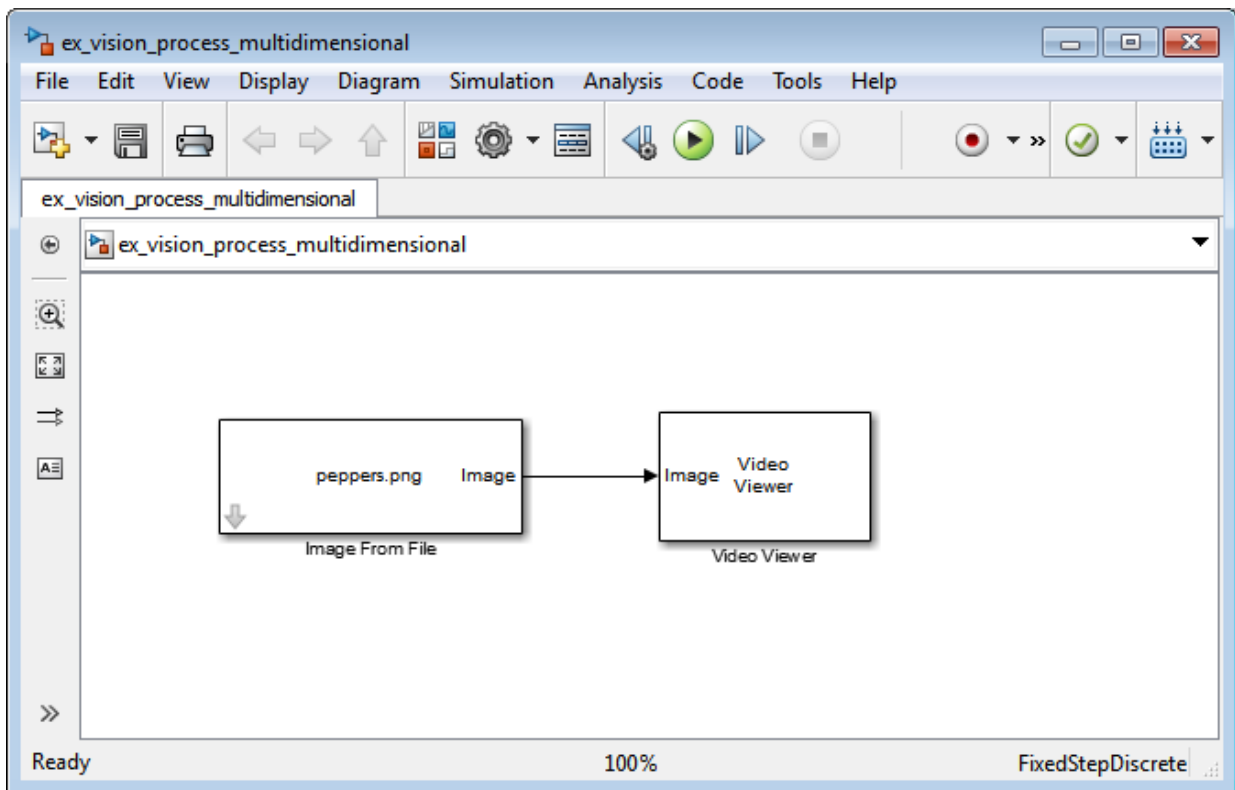 ex_vision_process_multidimensional
File Edit View Display Diagram Simulation Analysis Code Tools Help
ex_vision_process_multidimensional
ex_vision_process_multidimensional
peppers.png Image
Image From File
Image Video
Viewer
Video Viewer
Ready 100% FixedStepDiscrete